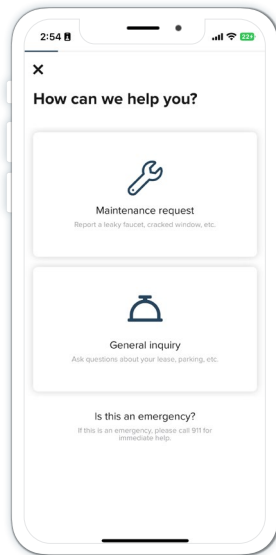 2:54
22+
How can we help you?
Maintenance request
Report a leaky faucet, cracked window, etc.
General inquiry
Ask questions about your lease, parking, etc.
Is this an emergency?
If this is an emergency, please call 911 for
immediate help.